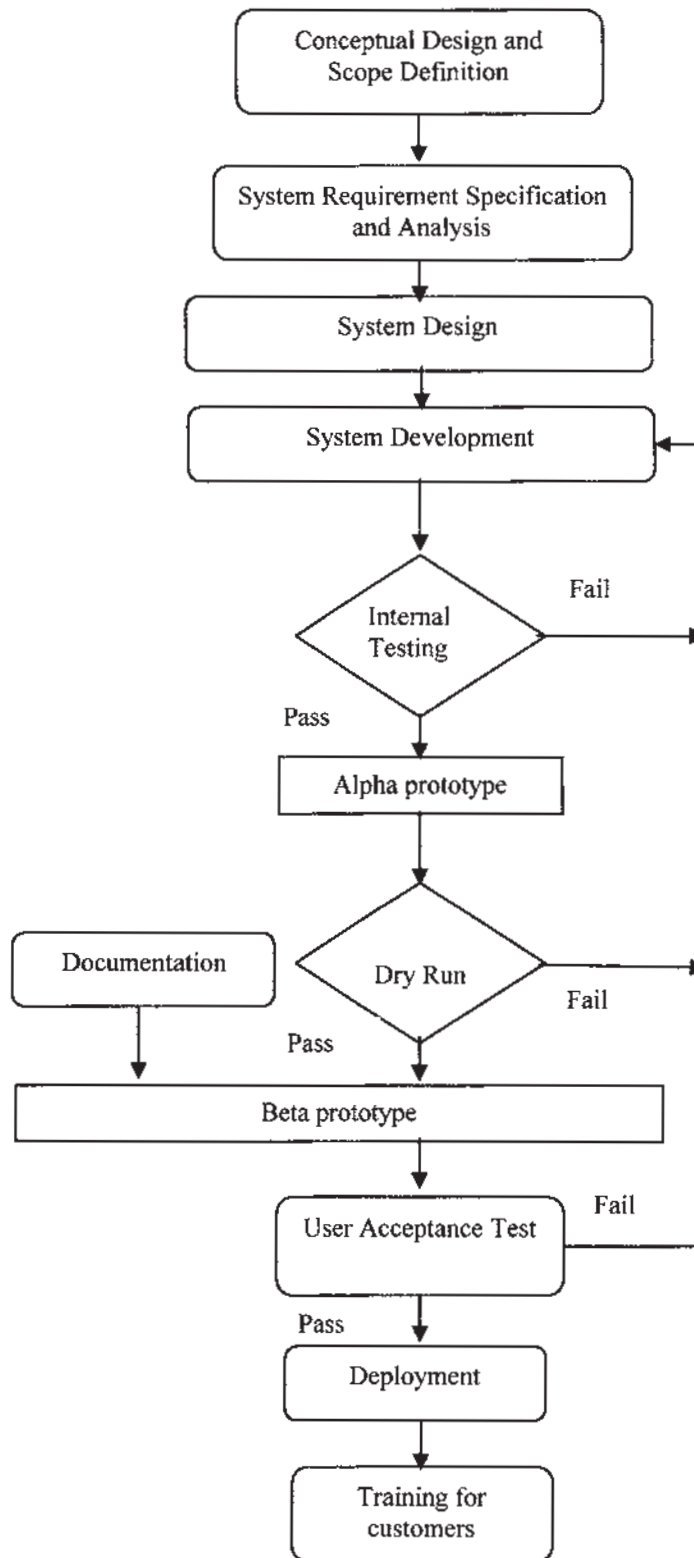 Conceptual Design and
Scope Definition
System Requirement Specification
and Analysis
System Design
System Development
Internal
Testing
Fail
Pass
Alpha prototype
Documentation
Dry Run
Fail
Pass
Beta prototype
User Acceptance Test
Fail
Pass
Deployment
Training for
customers